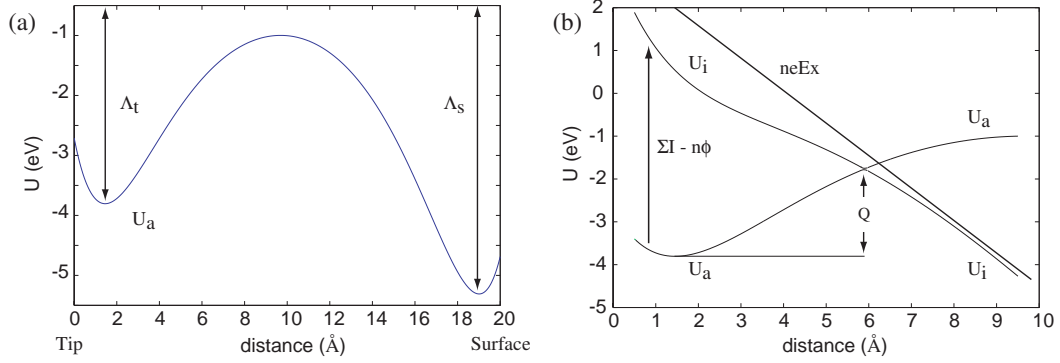 (a)
-1
-2
-3
-4
-5
U (eV)
Λt
Λs
Ua
0 2 4 6 8 10 12 14 16 18 20
Tip distance (Å) Surface
(b)
2
1
0
-1
-2
-3
-4
-5
U (eV)
Ui
neEx
Ua
ΣI - nϕ
Q
Ua
Ui
0 1 2 3 4 5 6 7 8 9 10
distance (Å)